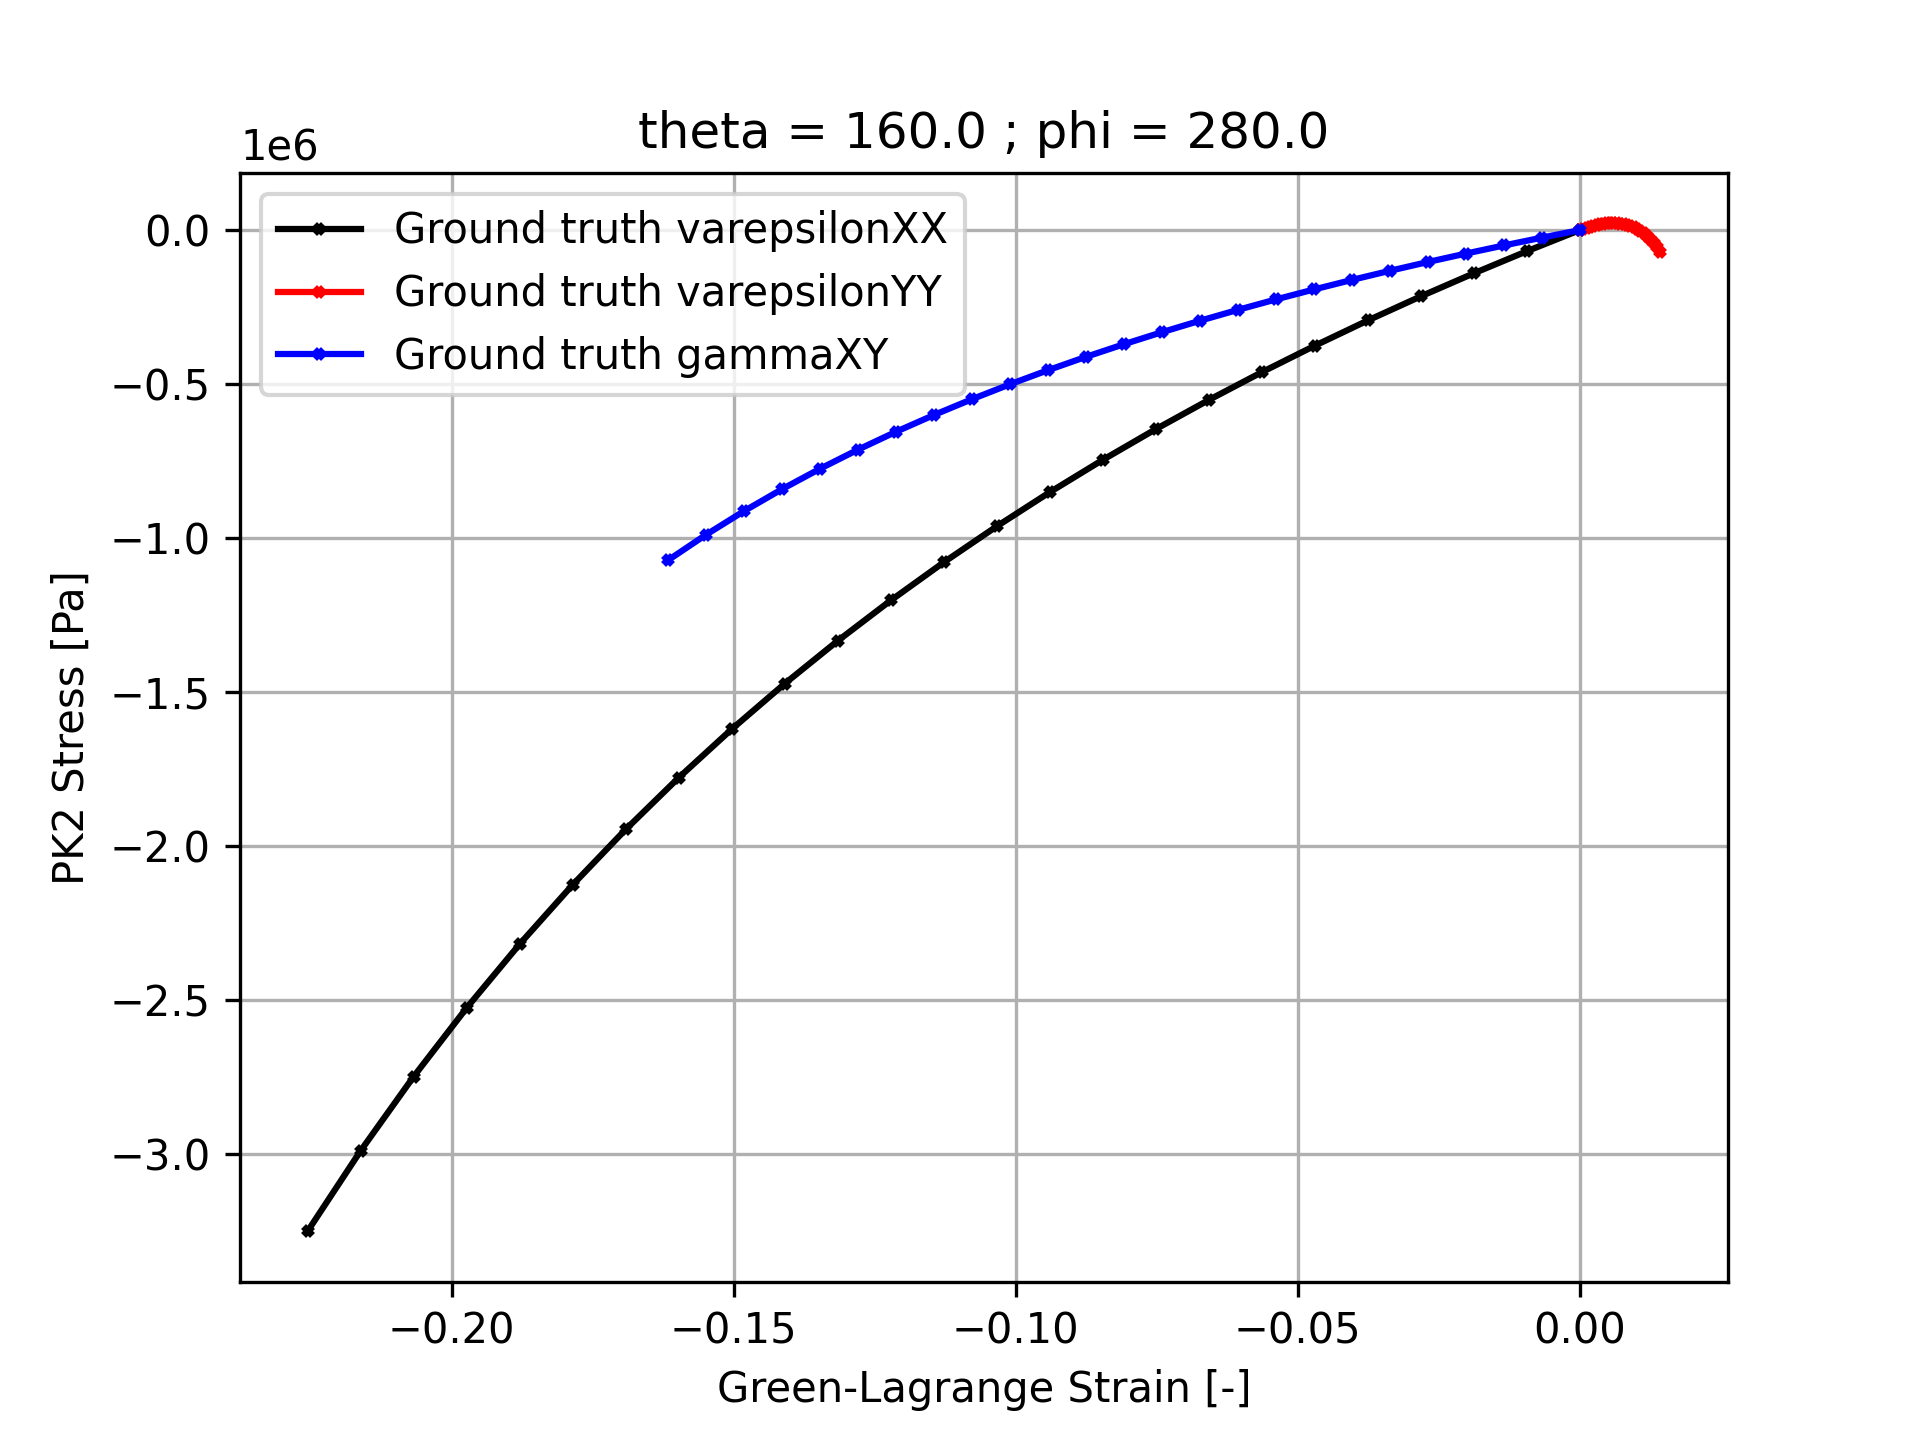 theta = 160.0 ; phi = 280.0
1e6
Ground truth varepsilonXX
Ground truth varepsilonYY
Ground truth gammaXY
0.0
−0.5
−1.0
−1.5
−2.0
−2.5
−3.0
PK2 Stress [Pa]
−0.20 −0.15 −0.10 −0.05 0.00
Green-Lagrange Strain [-]